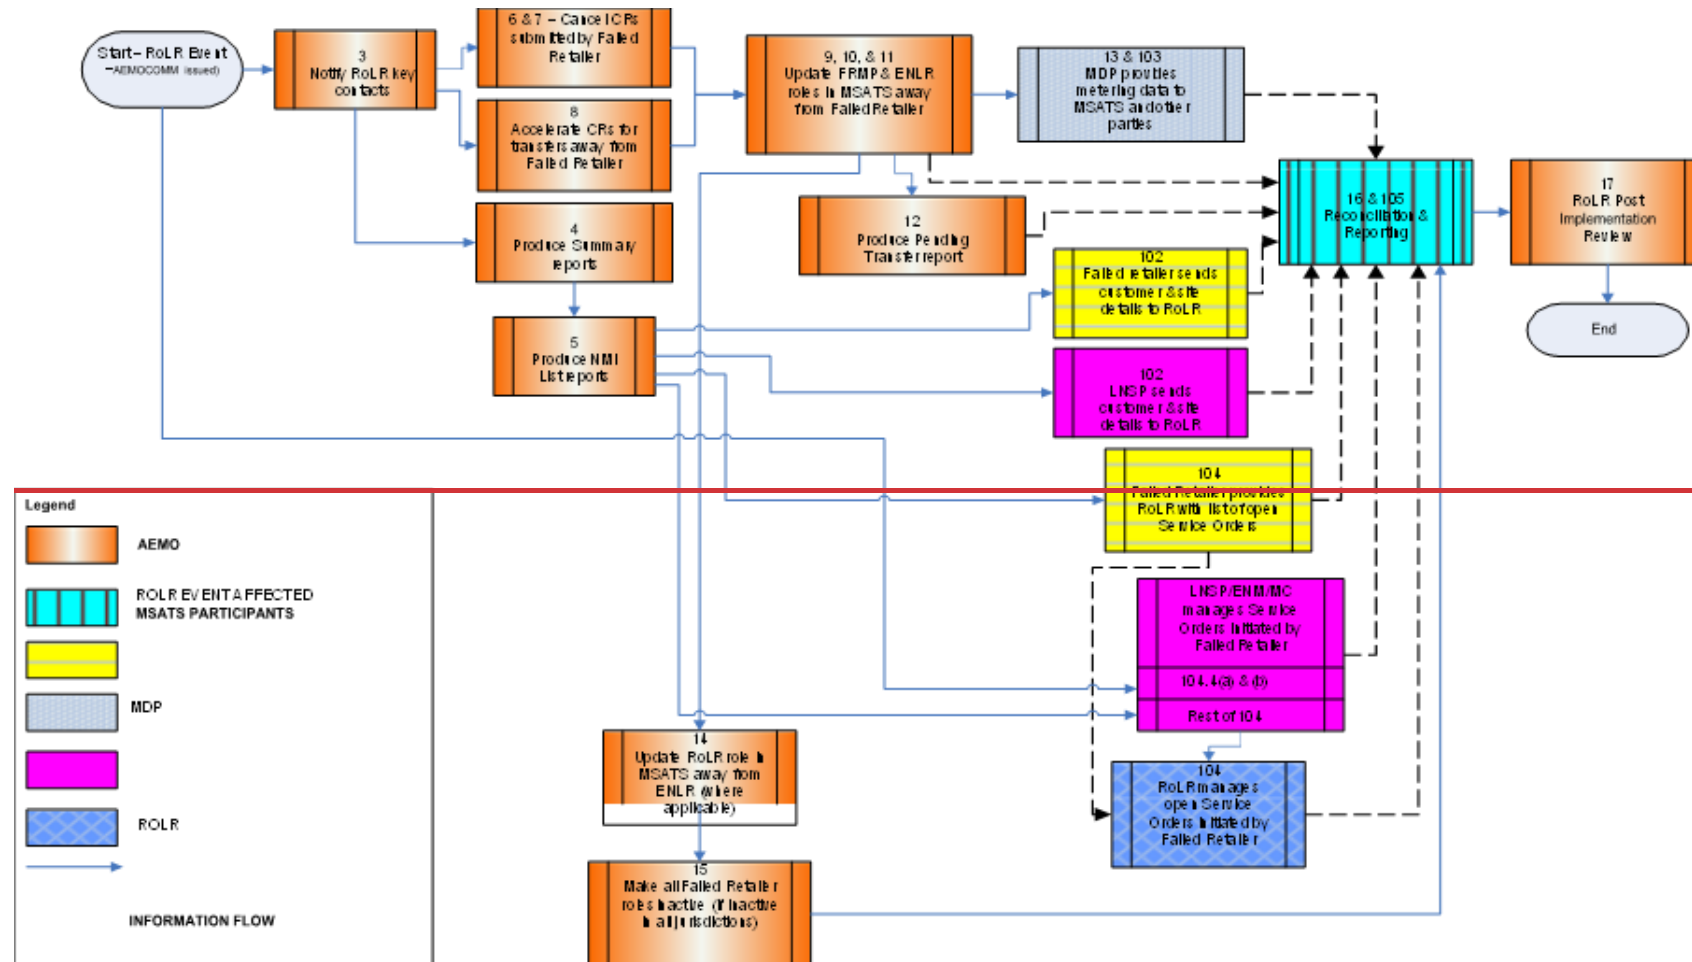 Start – RoLR Event
– AEMOCOMM issued)
3
Notify RoLR key
contacts
6 & 7 – Cancel CRs
submitted by Failed
Retailer
8
Accelerate CRs for
transfers away from
Failed Retailer
4
Produce Summary
reports
5
Produce NMI
List reports
9, 10, & 11
Update FRMP & ENLR
roles in MSATS away
from Failed Retailer
12
Produce Pending
Transfer report
13 & 103
MDP provides
metering data to
MSATS and other
parties
102
Failed retailer sends
customer & site
details to RoLR
102
LNSP sends
customer & site
details to RoLR
16 & 105
Reconciliation &
Reporting
17
RoLR Post
Implementation
Review
End
104
Failed Retailer provides
RoLR with list of open
Service Orders
LNSP/ENM/MC
manages Service
Orders initiated by
Failed Retailer
104.4(a) & (b)
Rest of 104
104
RoLR manages
open Service
Orders initiated by
Failed Retailer
14
Update RoLR role in
MSATS away from
ENLR (where
applicable)
15
Make all Failed Retailer
roles inactive (if inactive
in all jurisdictions)
Legend
AEMO
ROLR EVENT AFFECTED
MSATS PARTICIPANTS
MDP
ROLR
INFORMATION FLOW